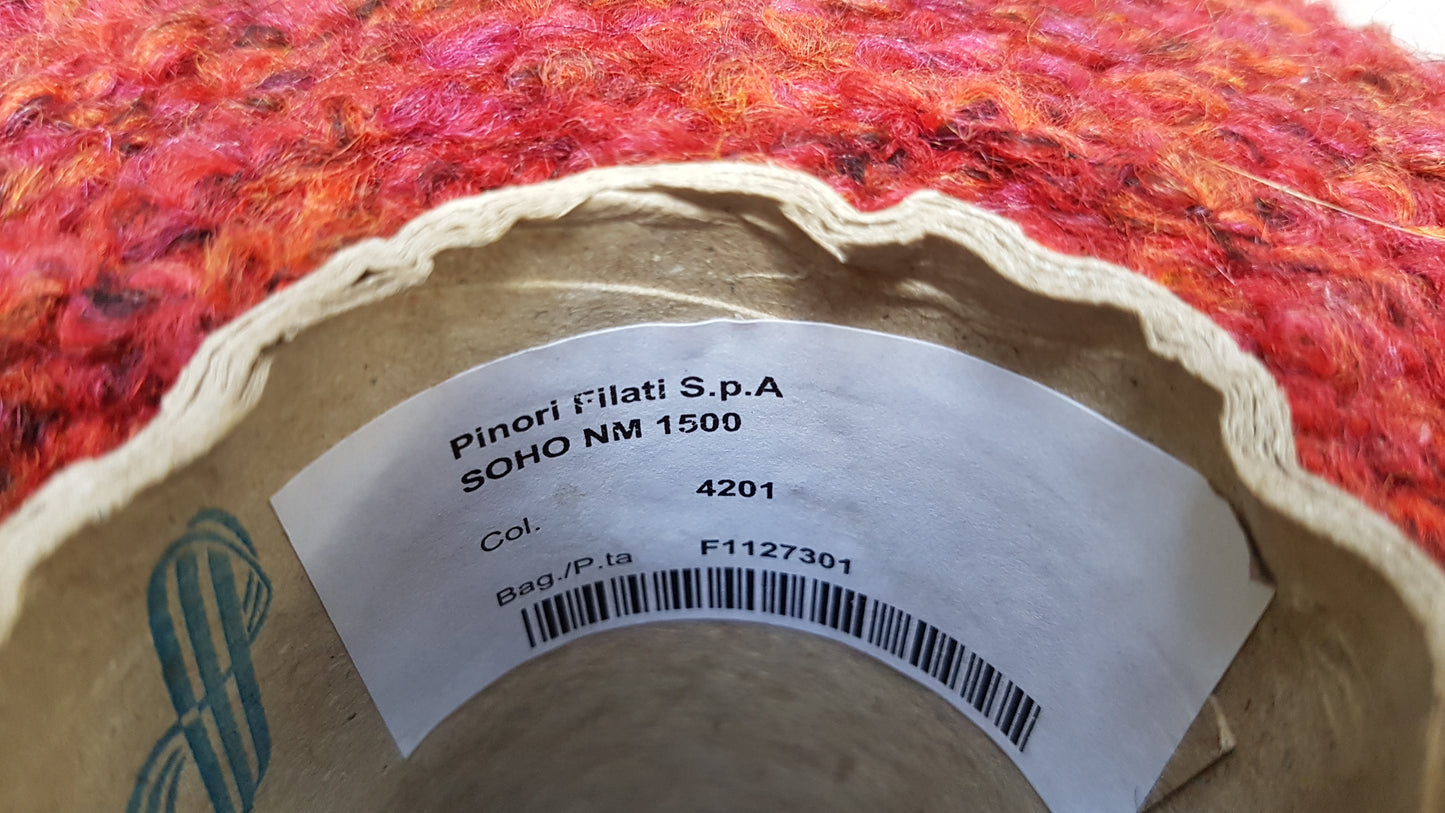 Pinori Filati S.p.A
SOHO NM 1500
Col. 4201
Bag./P.ta F1127301